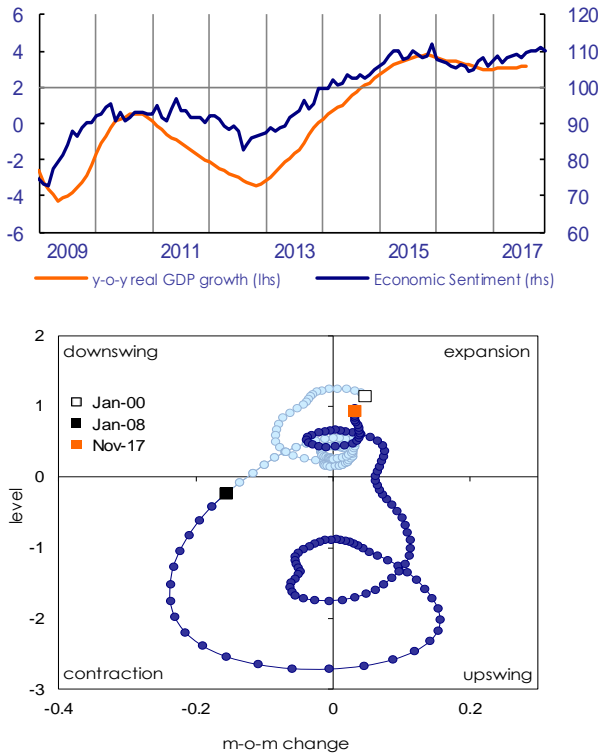 6 120
4 110
2 100
0 90
-2 80
-4 70
-6 60
2009 2011 2013 2015 2017
y-o-y real GDP growth (lhs) Economic Sentiment (rhs)
2
downswing expansion
Jan-00
1
Jan-08
Nov-17
0
level
-1
-2
contraction upswing
-3
-0.4 -0.2 0 0.2
m-o-m change